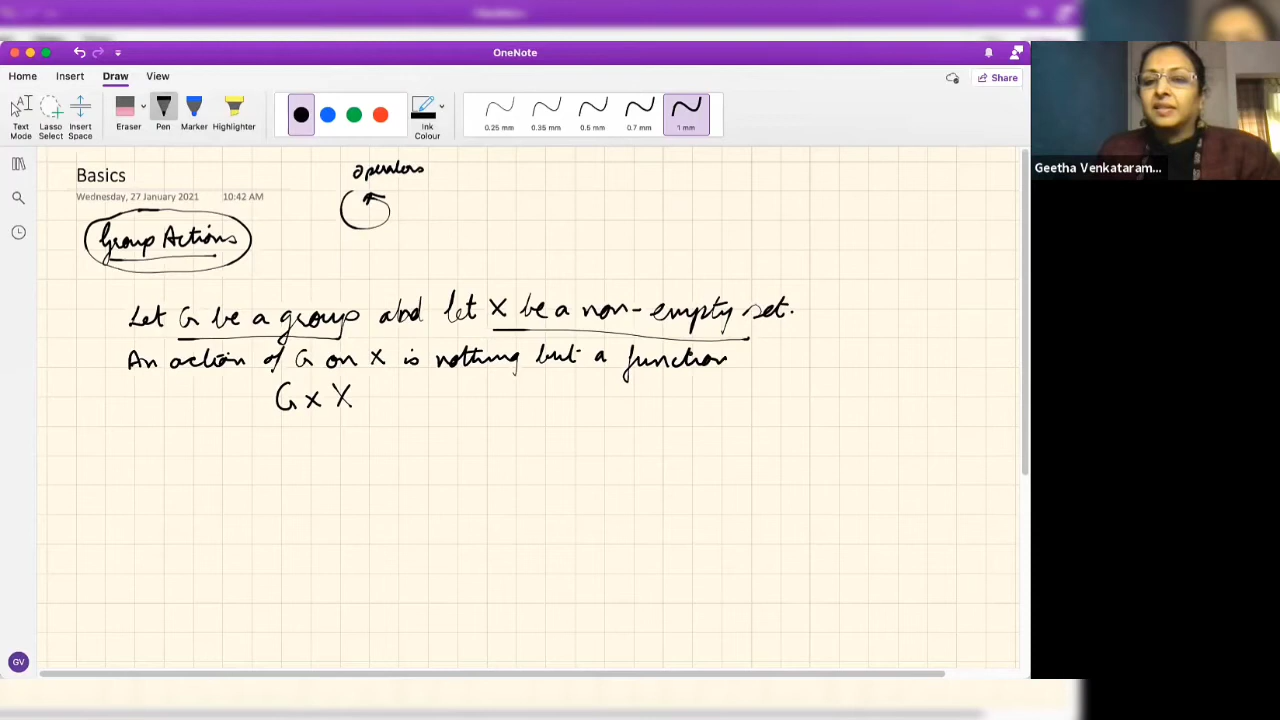 OneNote
Home Insert Draw View
Share
Text Mode
Lasso Select
Insert Space
Eraser
Pen
Marker
Highlighter
Ink Colour
0.25 mm
0.35 mm
0.5 mm
0.7 mm
1 mm
Geetha Venkataram...
Basics
Wednesday, 27 January 2021 10:42 AM
operators
Group Actions
Let G be a group abd let X be a non-empty set.
An action of G on X is nothing but a function
G x X
GV